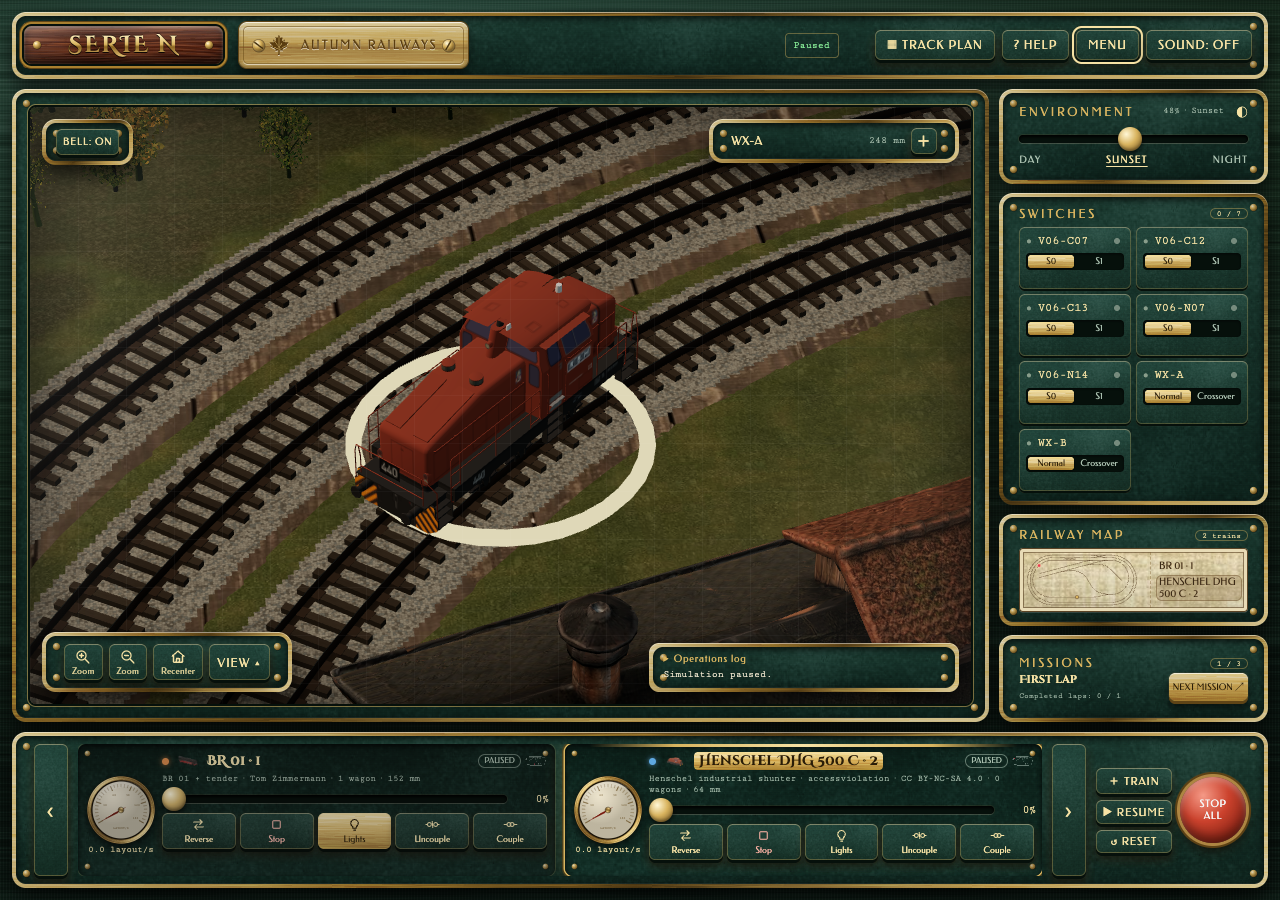 SERIE N
AUTUMN RAILWAYS
Paused
TRACK PLAN
? HELP
MENU
SOUND: OFF
BELL: ON
WX-A
248 mm
+
440
440
Zoom
Zoom
Recenter
VIEW ▴
Operations log
Simulation paused.
ENVIRONMENT
48% · Sunset
DAY
SUNSET
NIGHT
SWITCHES
0 / 7
V06-C07
S0 S1
V06-C12
S0 S1
V06-C13
S0 S1
V06-N07
S0 S1
V06-N14
S0 S1
WX-A
Normal Crossover
WX-B
Normal Crossover
RAILWAY MAP
2 trains
BR 01 · 1
HENSCHEL DHG
500 C · 2
MISSIONS
1 / 3
FIRST LAP
Completed laps: 0 / 1
NEXT MISSION
BR 01 · 1
PAUSED
BR 01 + tender · Tom Zimmermann · 1 wagon · 152 mm
0%
0.0 layout/s
Reverse
Stop
Lights
Uncouple
Couple
HENSCHEL DHG 500 C · 2
PAUSED
Henschel industrial shunter · accessviolation · CC BY-NC-SA 4.0 · 0
wagons · 64 mm
0%
0.0 layout/s
Reverse
Stop
Lights
Uncouple
Couple
+ TRAIN
▶ RESUME
↺ RESET
STOP
ALL